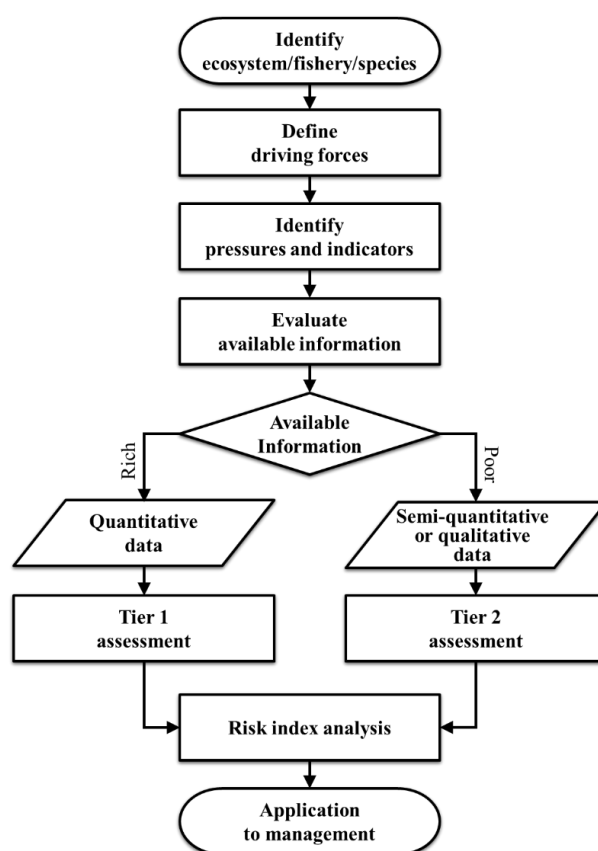 Identify
ecosystem/fishery/species
Define
driving forces
Identify
pressures and indicators
Evaluate
available information
Available
Information
Rich
Poor
Quantitative
data
Semi-quantitative
or qualitative
data
Tier 1
assessment
Tier 2
assessment
Risk index analysis
Application
to management